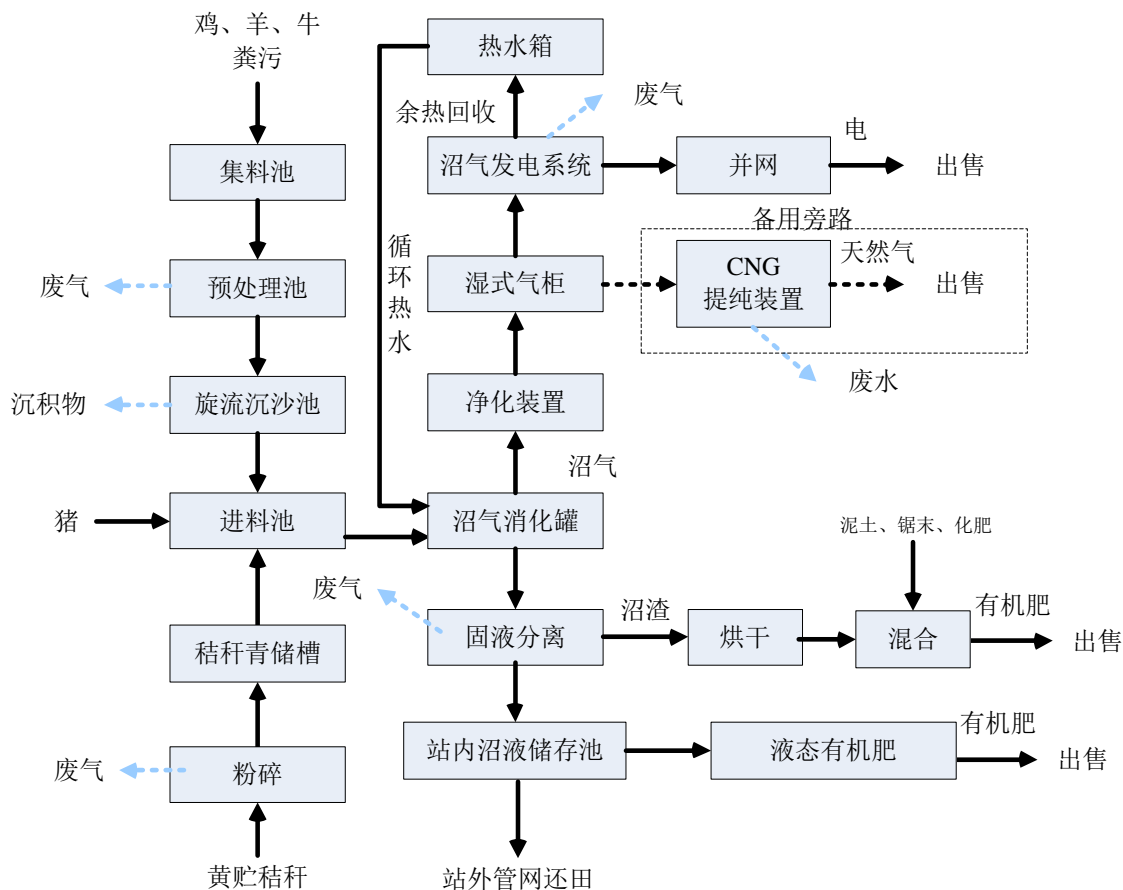 鸡、羊、牛
粪污
集料池
废气
预处理池
沉积物
旋流沉沙池
猪
进料池
秸秆青储槽
废气
粉碎
黄贮秸秆
热水箱
余热回收
废气
沼气发电系统
并网
电
出售
循
环
热
水
备用旁路
湿式气柜
CNG
提纯装置
天然气
出售
废水
净化装置
沼气
沼气消化罐
泥土、锯末、化肥
废气
固液分离
沼渣
烘干
混合
有机肥
出售
站内沼液储存池
液态有机肥
有机肥
出售
站外管网还田